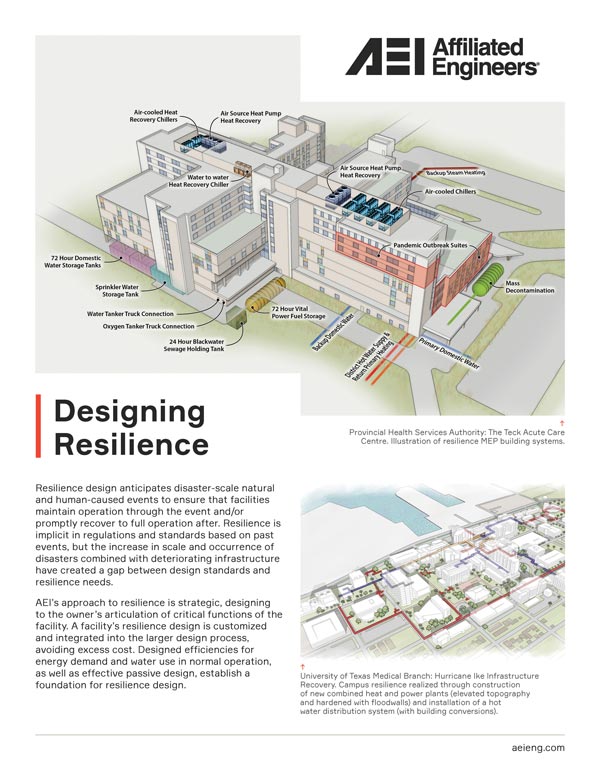 AEI Affiliated
Engineers®
Air-cooled Heat
Recovery Chillers
Air Source Heat Pump
Heat Recovery
Water to water
Heat Recovery Chiller
Air Source Heat Pump
Heat Recovery
Backup Steam Heating
Air-cooled Chillers
Pandemic Outbreak Suites
72 Hour Domestic
Water Storage Tanks
Sprinkler Water
Storage Tank
Mass
Decontamination
Water Tanker Truck Connection
Oxygen Tanker Truck Connection
72 Hour Vital
Power Fuel Storage
24 Hour Blackwater
Sewage Holding Tank
Backup Domestic Water
District Hot Water Supply &
Return Primary Heating
Primary Domestic Water
Designing
Resilience
↑
Provincial Health Services Authority: The Teck Acute Care
Centre. Illustration of resilience MEP building systems.
Resilience design anticipates disaster-scale natural
and human-caused events to ensure that facilities
maintain operation through the event and/or
promptly recover to full operation after. Resilience is
implicit in regulations and standards based on past
events, but the increase in scale and occurrence of
disasters combined with deteriorating infrastructure
have created a gap between design standards and
resilience needs.
AEI's approach to resilience is strategic, designing
to the owner's articulation of critical functions of the
facility. A facility's resilience design is customized
and integrated into the larger design process,
avoiding excess cost. Designed efficiencies for
energy demand and water use in normal operation,
as well as effective passive design, establish a
foundation for resilience design.
↑
University of Texas Medical Branch: Hurricane Ike Infrastructure
Recovery. Campus resilience realized through construction
of new combined heat and power plants (elevated topography
and hardened with floodwalls) and installation of a hot
water distribution system (with building conversions).
aeieng.com